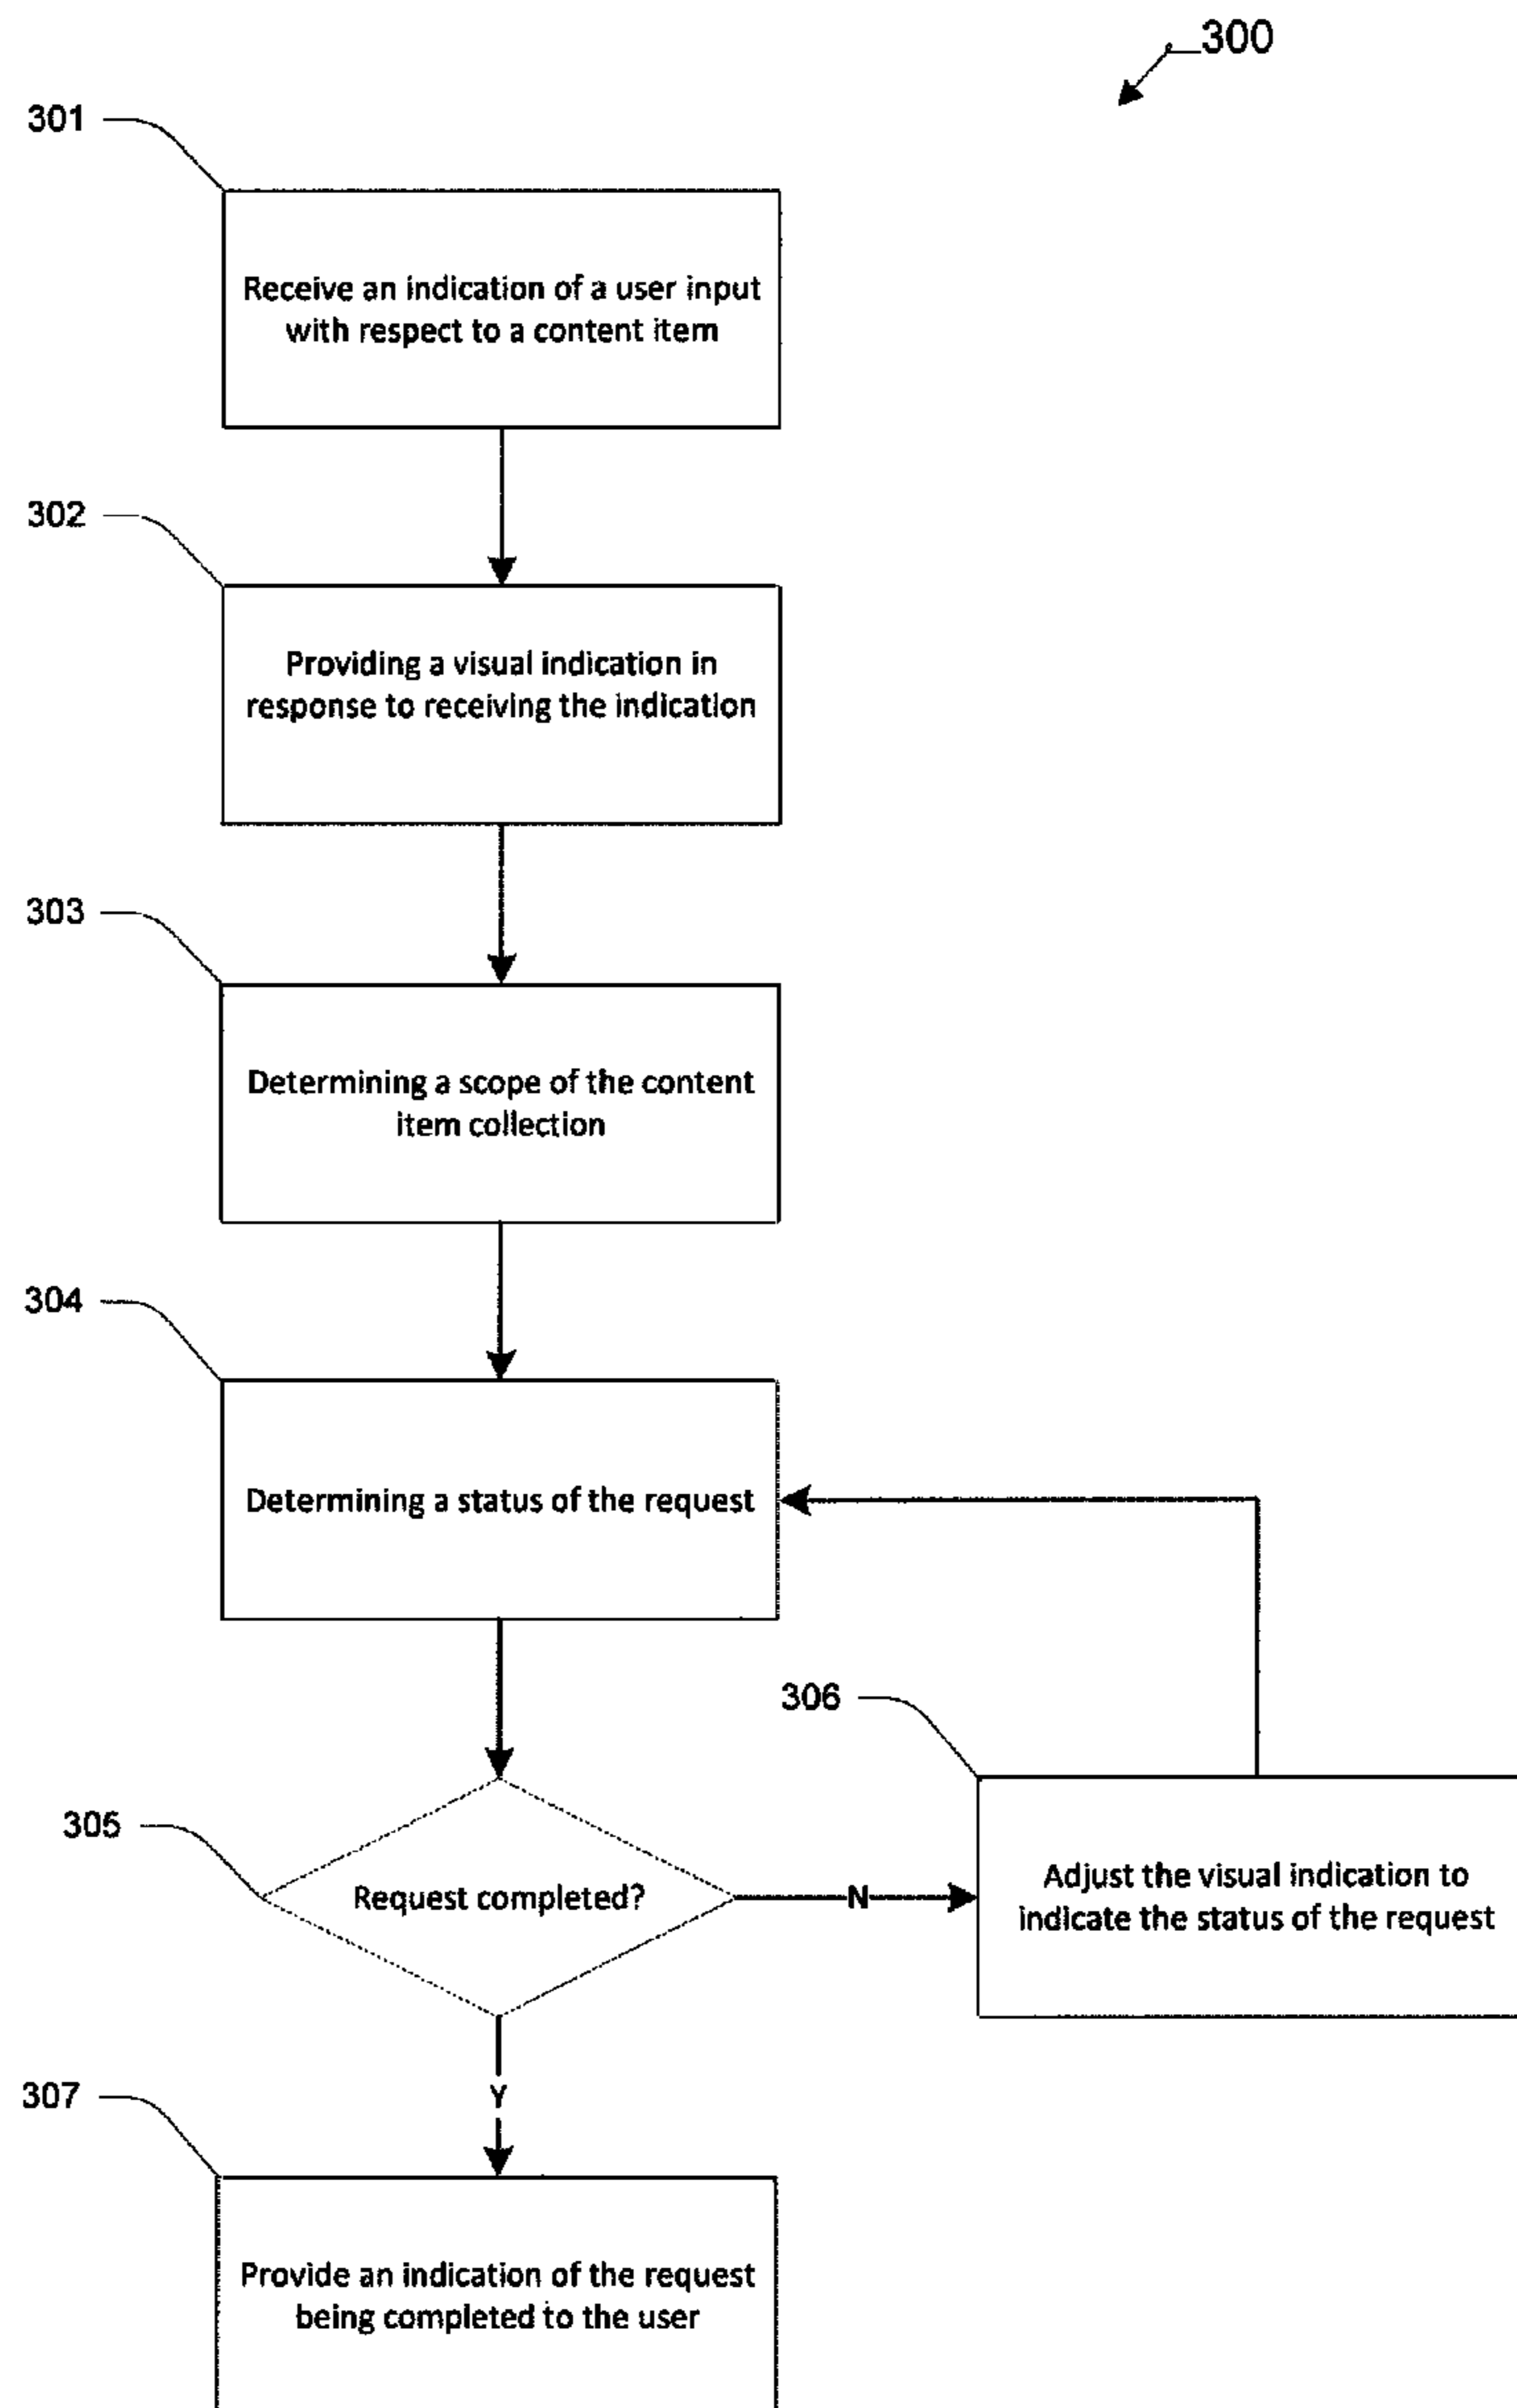 300
301
Receive an indication of a user input
with respect to a content item
302
Providing a visual indication in
response to receiving the indication
303
Determining a scope of the content
item collection
304
Determining a status of the request
305
Request completed?
N
306
Adjust the visual indication to
indicate the status of the request
Y
307
Provide an indication of the request
being completed to the user